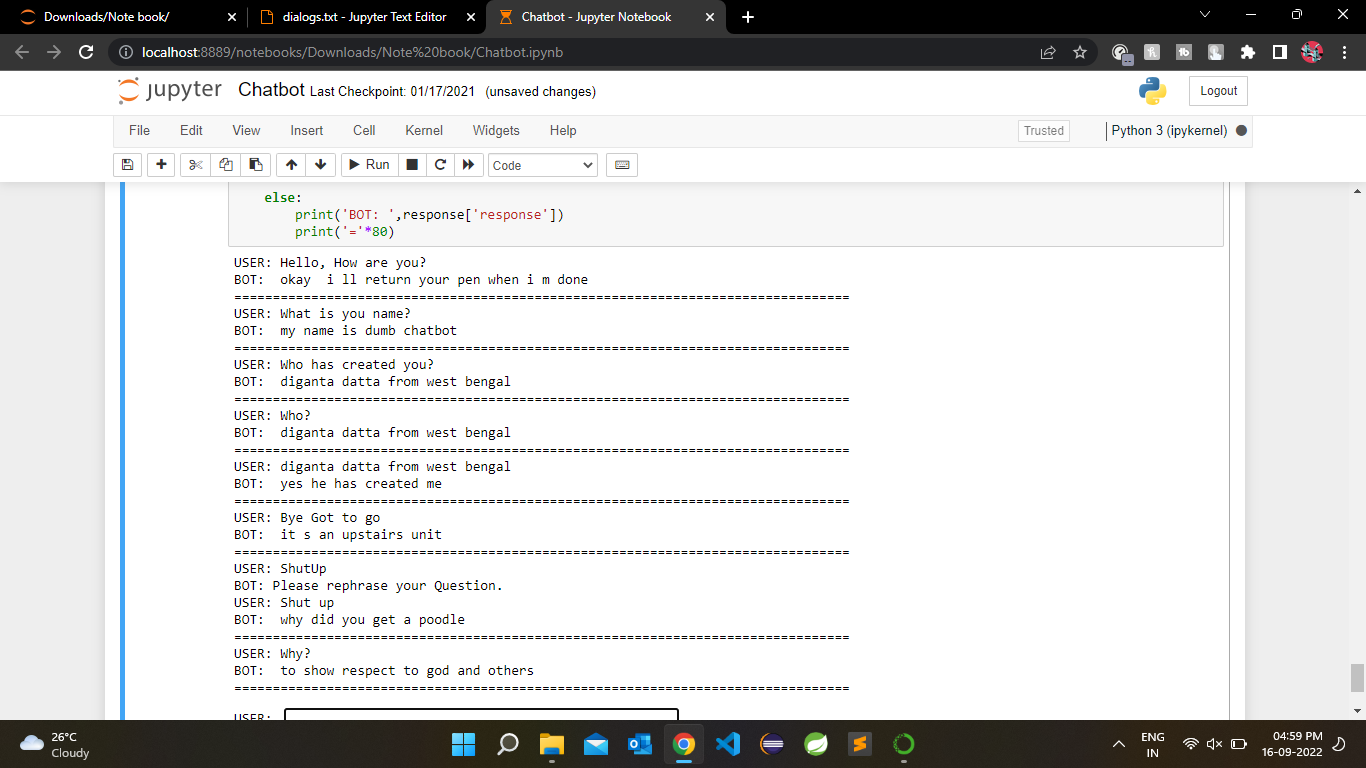 Downloads/Note book/
dialogs.txt - Jupyter Text Editor
Chatbot - Jupyter Notebook
localhost:8889/notebooks/Downloads/Note%20book/Chatbot.ipynb
jupyter Chatbot Last Checkpoint: 01/17/2021 (unsaved changes)
Logout
File Edit View Insert Cell Kernel Widgets Help
Trusted
Python 3 (ipykernel)
Run
Code
else:
print('BOT: ',response['response'])
print('='*80)
USER: Hello, How are you?
BOT:  okay  i ll return your pen when i m done
================================================================================
USER: What is you name?
BOT:  my name is dumb chatbot
================================================================================
USER: Who has created you?
BOT:  diganta datta from west bengal
================================================================================
USER: Who?
BOT:  diganta datta from west bengal
================================================================================
USER: diganta datta from west bengal
BOT:  yes he has created me
================================================================================
USER: Bye Got to go
BOT:  it s an upstairs unit
================================================================================
USER: ShutUp
BOT: Please rephrase your Question.
USER: Shut up
BOT:  why did you get a poodle
================================================================================
USER: Why?
BOT:  to show respect to god and others
================================================================================
USER:
26°C
Cloudy
ENG
IN
04:59 PM
16-09-2022